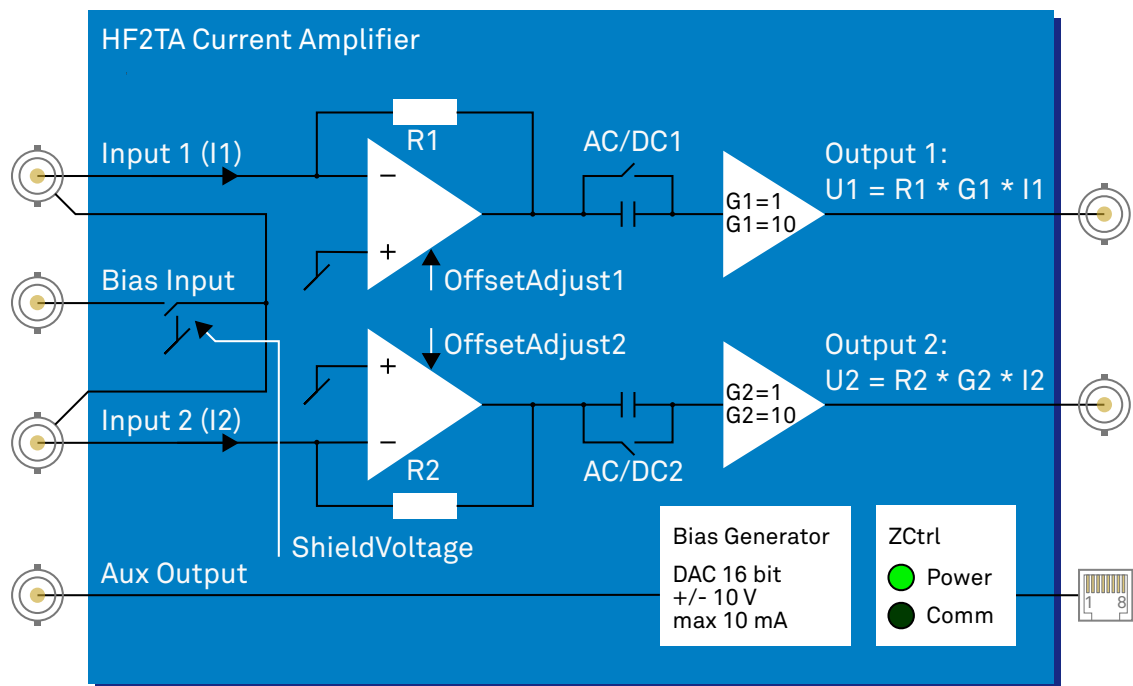 HF2TA Current Amplifier
Input 1 (I1)
R1
AC/DC1
Output 1:
U1 = R1 * G1 * I1
G1=1
G1=10
−
+
Bias Input
OffsetAdjust1
OffsetAdjust2
Output 2:
U2 = R2 * G2 * I2
+
−
G2=1
G2=10
Input 2 (I2)
R2
AC/DC2
ShieldVoltage
Aux Output
Bias Generator
DAC 16 bit
+/- 10 V
max 10 mA
ZCtrl
Power
Comm
1 8